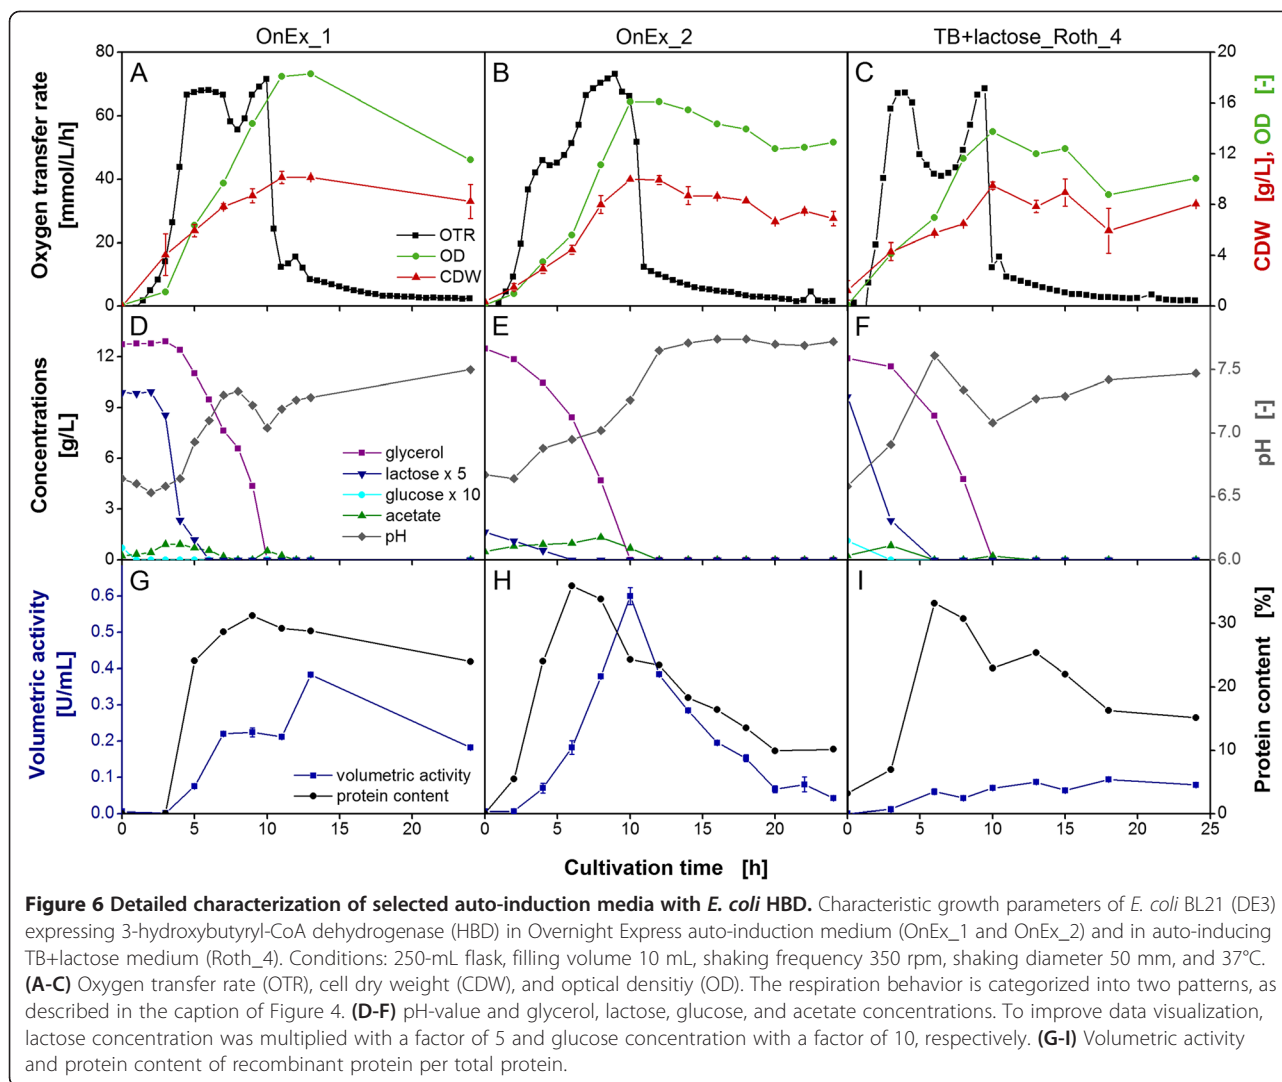 OnEx_1 OnEx_2 TB+lactose_Roth_4
A B C
Oxygen transfer rate
[mmol/L/h]
80
60
40
20
0
OTR
OD
CDW
20
16
12
8
4
0
CDW [g/L], OD [-]
D E F
Concentrations
[g/L]
12
9
6
3
0
glycerol
lactose x 5
glucose x 10
acetate
pH
7.5
7.0
6.5
6.0
pH [-]
G H I
Volumetric activity
[U/mL]
0.6
0.5
0.4
0.3
0.2
0.1
0.0
volumetric activity
protein content
30
20
10
0
Protein content [%]
0 5 10 15 20 0 5 10 15 20 0 5 10 15 20 25
Cultivation time [h]
Figure 6 Detailed characterization of selected auto-induction media with E. coli HBD. Characteristic growth parameters of E. coli BL21 (DE3)
expressing 3-hydroxybutyryl-CoA dehydrogenase (HBD) in Overnight Express auto-induction medium (OnEx_1 and OnEx_2) and in auto-inducing
TB+lactose medium (Roth_4). Conditions: 250-mL flask, filling volume 10 mL, shaking frequency 350 rpm, shaking diameter 50 mm, and 37°C.
(A-C) Oxygen transfer rate (OTR), cell dry weight (CDW), and optical densitiy (OD). The respiration behavior is categorized into two patterns, as
described in the caption of Figure 4. (D-F) pH-value and glycerol, lactose, glucose, and acetate concentrations. To improve data visualization,
lactose concentration was multiplied with a factor of 5 and glucose concentration with a factor of 10, respectively. (G-I) Volumetric activity
and protein content of recombinant protein per total protein.